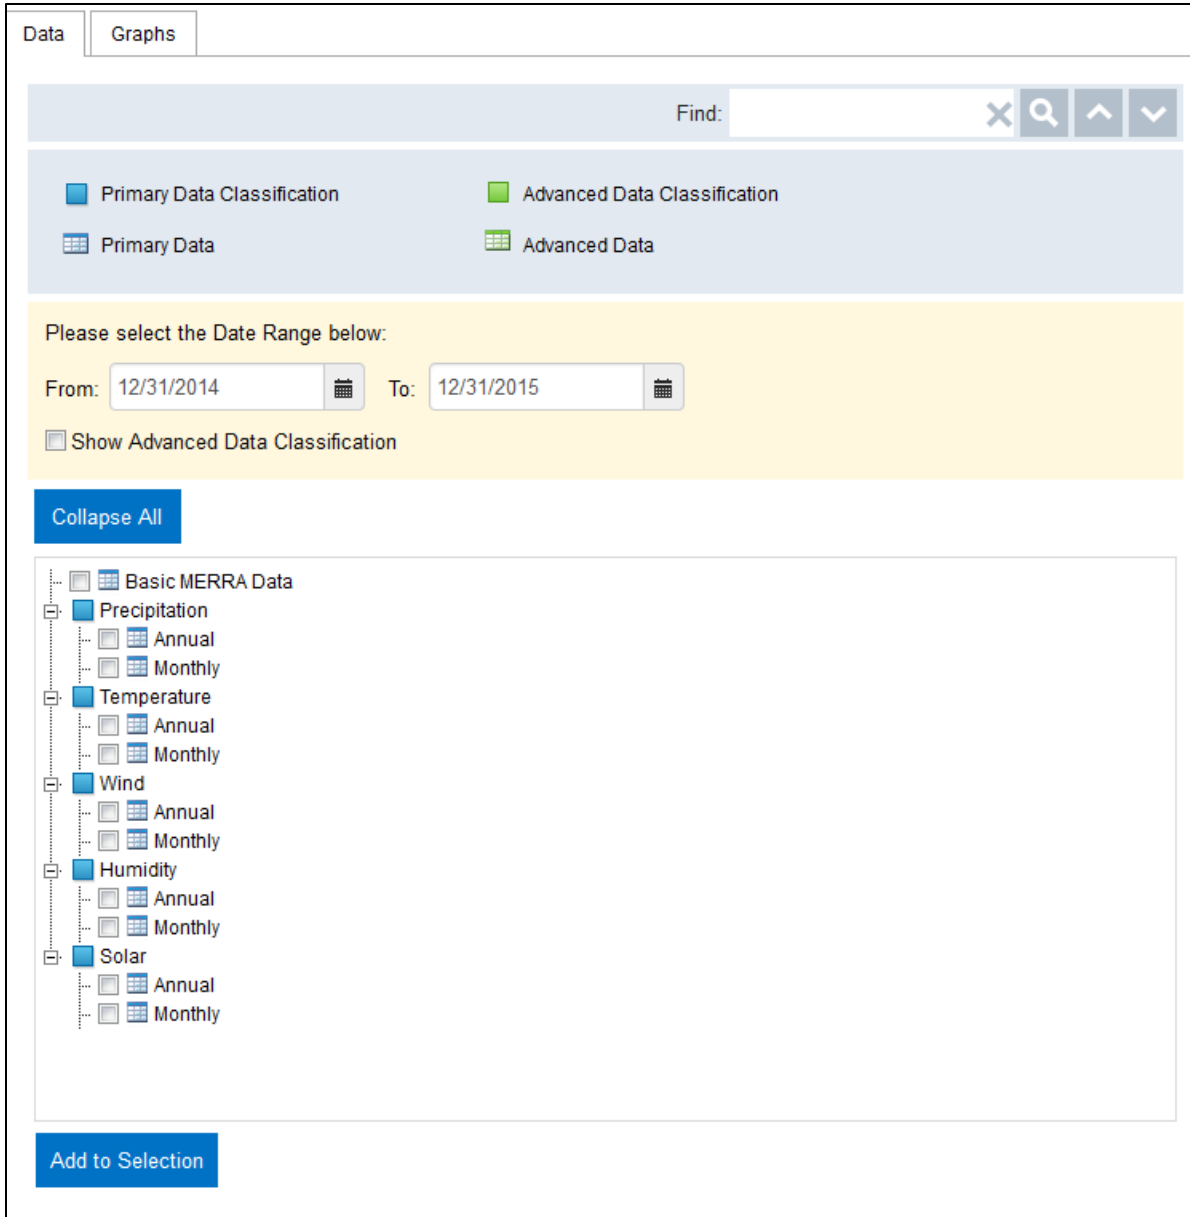 Data Graphs
Find:
Primary Data Classification Advanced Data Classification
Primary Data Advanced Data
Please select the Date Range below:
From: 12/31/2014 To: 12/31/2015
Show Advanced Data Classification
Collapse All
Basic MERRA Data
Precipitation
Annual
Monthly
Temperature
Annual
Monthly
Wind
Annual
Monthly
Humidity
Annual
Monthly
Solar
Annual
Monthly
Add to Selection